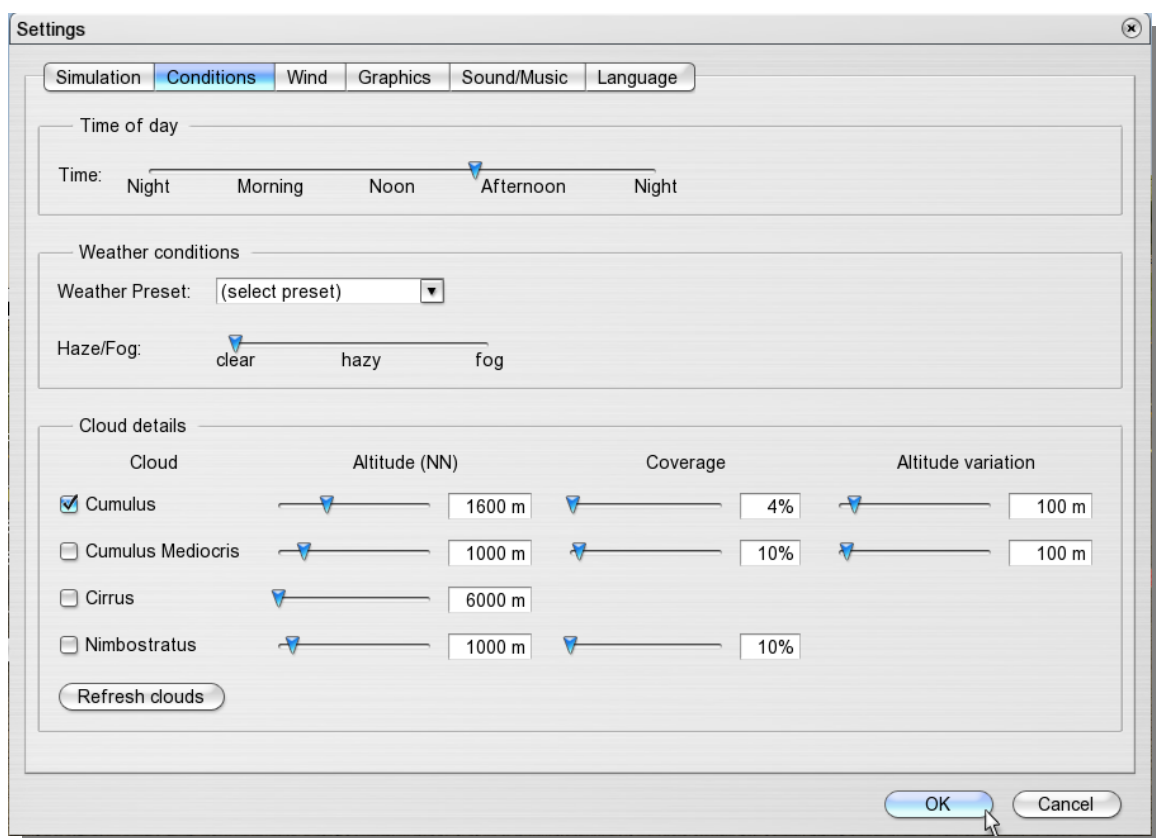 Settings
Simulation Conditions Wind Graphics Sound/Music Language
Time of day
Time:
Night Morning Noon Afternoon Night
Weather conditions
Weather Preset: (select preset)
Haze/Fog:
clear hazy fog
Cloud details
Cloud Altitude (NN) Coverage Altitude variation
Cumulus 1600 m 4% 100 m
Cumulus Mediocris 1000 m 10% 100 m
Cirrus 6000 m
Nimbostratus 1000 m 10%
Refresh clouds
OK Cancel